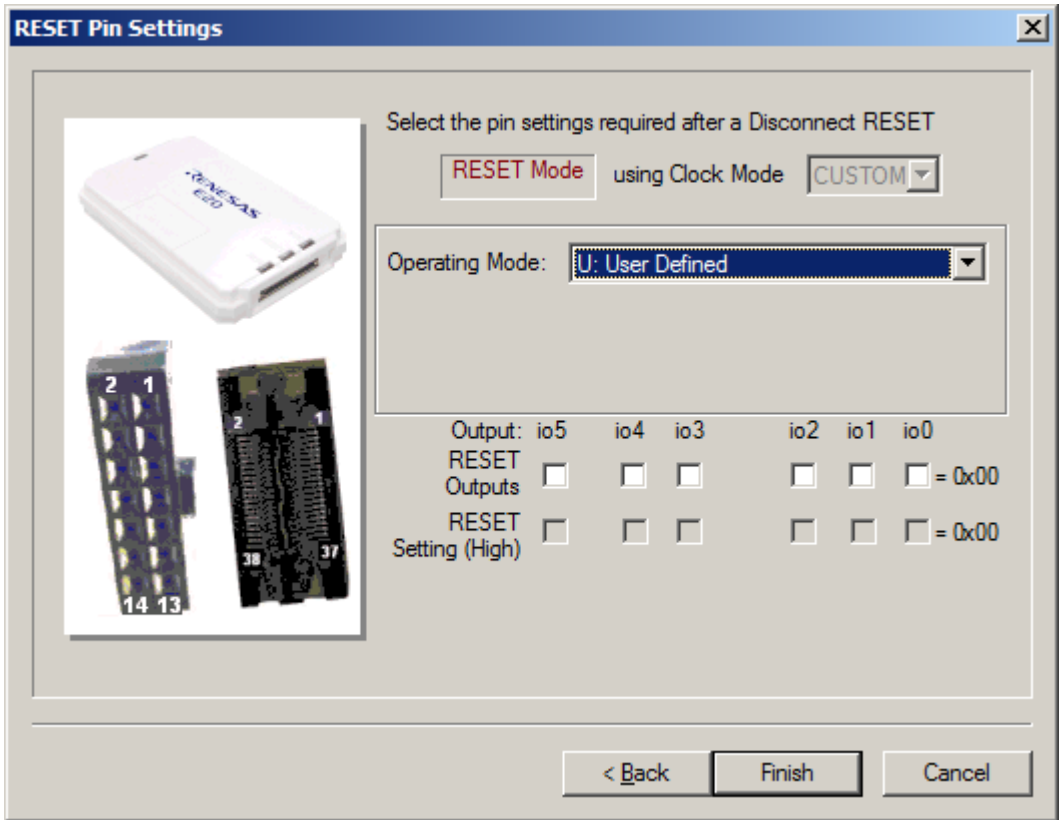 RESET Pin Settings
Select the pin settings required after a Disconnect RESET
RESET Mode using Clock Mode CUSTOM
RENESAS
E20
Operating Mode: U: User Defined
2 1
2 1
38 37
14 13
Output: io5 io4 io3 io2 io1 io0
RESET
Outputs = 0x00
RESET
Setting (High) = 0x00
< Back Finish Cancel